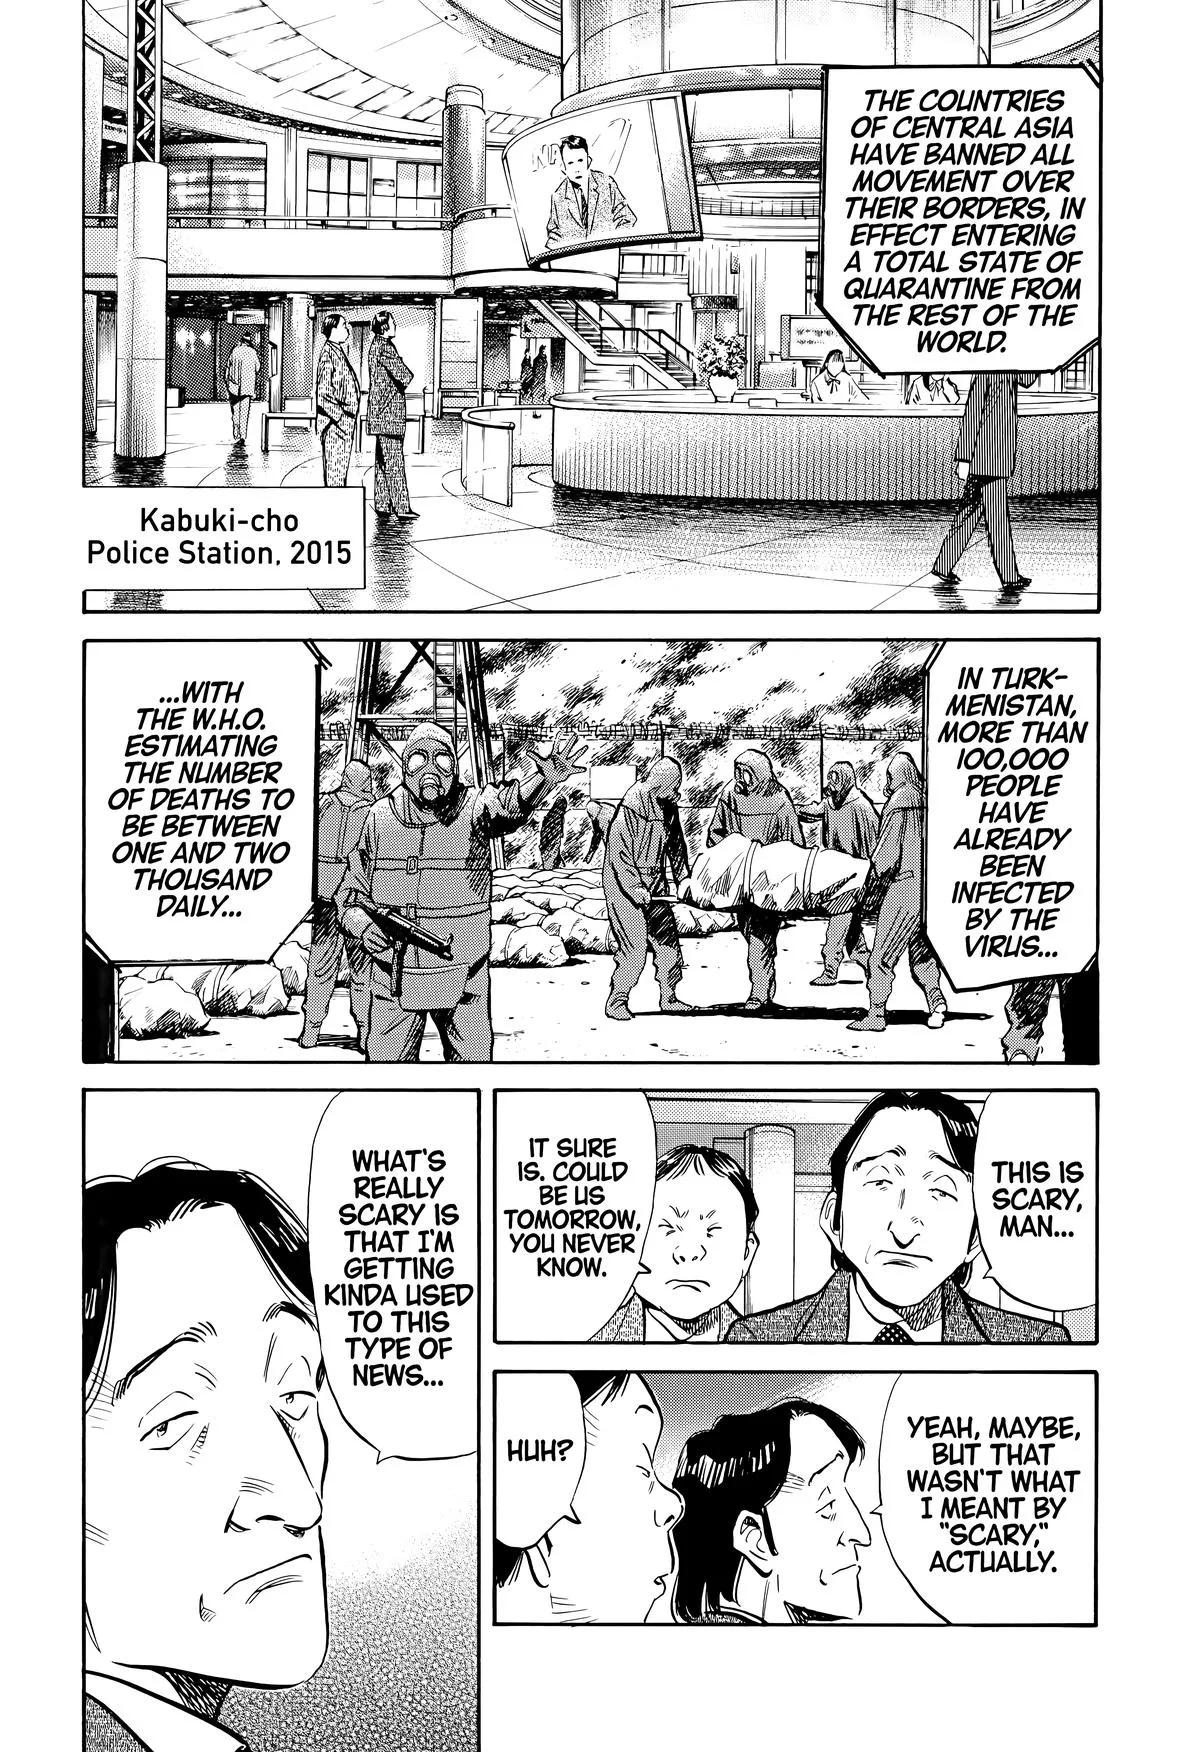 THE COUNTRIES
OF CENTRAL ASIA
HAVE BANNED ALL
MOVEMENT OVER
THEIR BORDERS, IN
EFFECT ENTERING
A TOTAL STATE OF
QUARANTINE FROM
THE REST OF THE
WORLD.
Kabuki-cho
Police Station, 2015
IN TURK-
MENISTAN,
MORE THAN
100,000
PEOPLE
HAVE
ALREADY
BEEN
INFECTED
BY THE
VIRUS...
...WITH
THE W.H.O.
ESTIMATING
THE NUMBER
OF DEATHS TO
BE BETWEEN
ONE AND TWO
THOUSAND
DAILY...
THIS IS
SCARY,
MAN...
IT SURE
IS. COULD
BE US
TOMORROW,
YOU NEVER
KNOW.
YEAH, MAYBE,
BUT THAT
WASN'T WHAT
I MEANT BY
"SCARY,"
ACTUALLY.
HUH?
WHAT'S
REALLY
SCARY IS
THAT I'M
GETTING
KINDA USED
TO THIS
TYPE OF
NEWS...